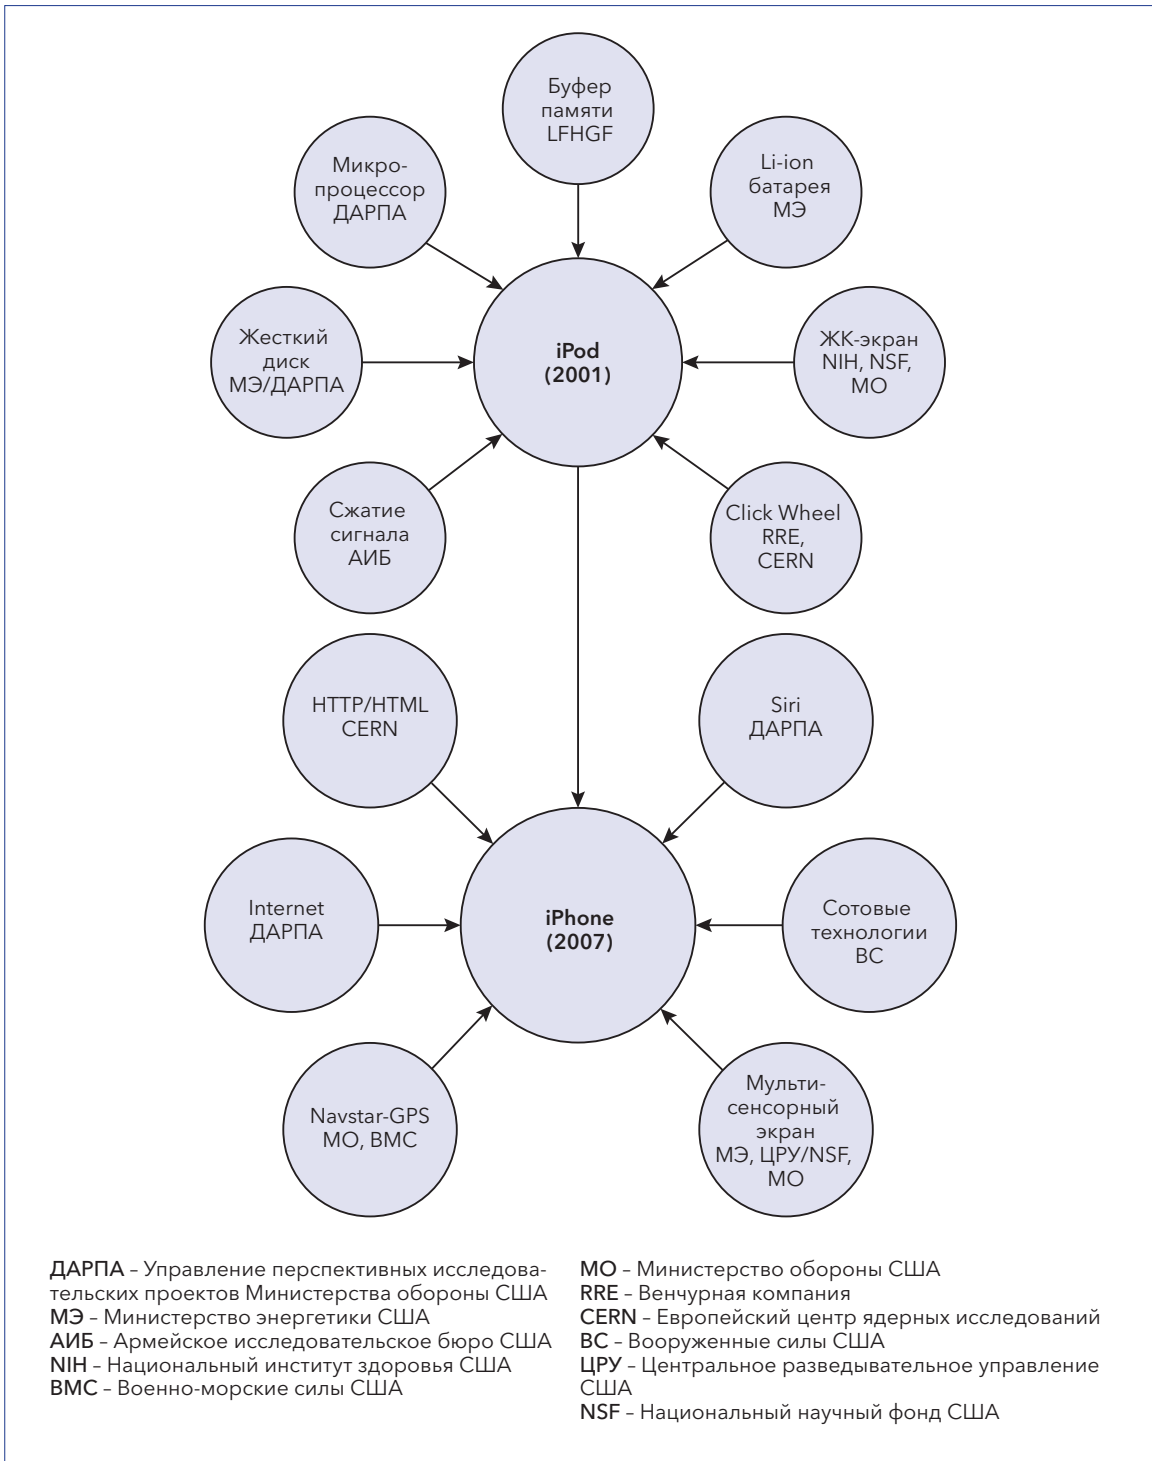 Буфер
памяти
LFHGF
Микро-
процессор
ДАРПА
Li-ion
батарея
МЭ
Жесткий
диск
МЭ/ДАРПА
iPod
(2001)
ЖК-экран
NIH, NSF,
МО
Сжатие
сигнала
АИБ
Click Wheel
RRE,
CERN
HTTP/HTML
CERN
Siri
ДАРПА
Internet
ДАРПА
iPhone
(2007)
Сотовые
технологии
ВС
Navstar-GPS
МО, ВМС
Мульти-
сенсорный
экран
МЭ, ЦРУ/NSF,
МО
ДАРПА – Управление перспективных исследова-
тельских проектов Министерства обороны США
МЭ – Министерство энергетики США
АИБ – Армейское исследовательское бюро США
NIH – Национальный институт здоровья США
ВМС – Военно-морские силы США
МО – Министерство обороны США
RRE – Венчурная компания
CERN – Европейский центр ядерных исследований
ВС – Вооруженные силы США
ЦРУ – Центральное разведывательное управление
США
NSF – Национальный научный фонд США